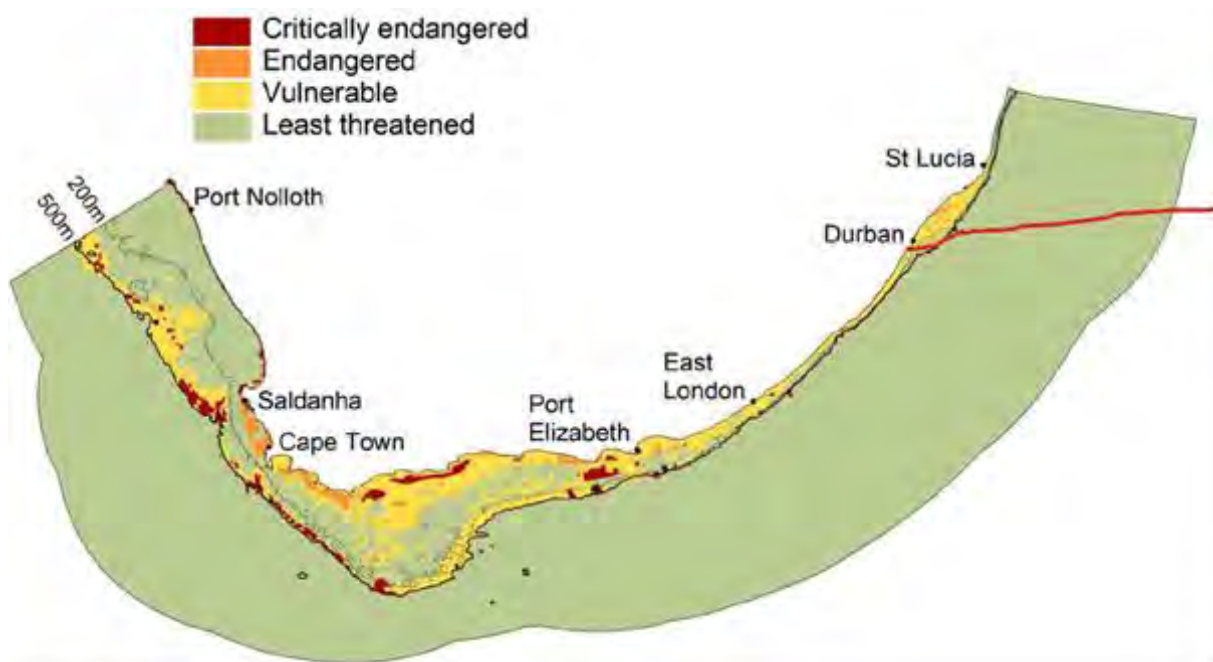 Critically endangered
Endangered
Vulnerable
Least threatened
200m
500m
Port Nolloth
Saldanha
Cape Town
Port
Elizabeth
East
London
Durban
St Lucia